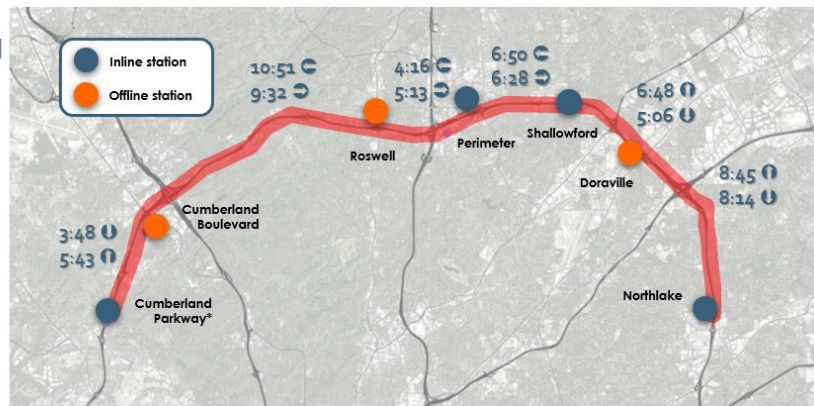 Inline station
Offline station
10:51
9:32
4:16
5:13
6:50
6:28
6:48
5:06
8:45
8:14
3:48
5:43
Roswell
Perimeter
Shallowford
Doraville
Cumberland
Boulevard
Cumberland
Parkway*
Northlake